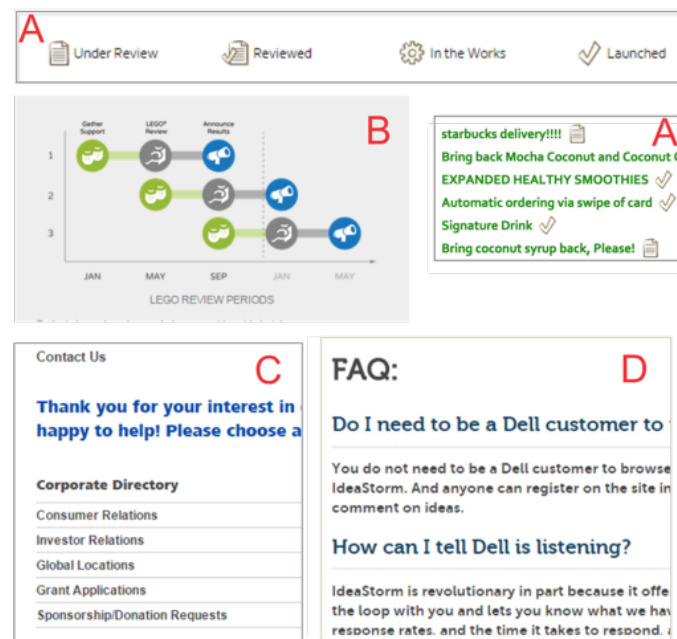 A
Under Review
Reviewed
In the Works
Launched
B
Gather
Support
LEGO®
Review
Announce
Results
1
2
3
JAN
MAY
SEP
JAN
MAY
LEGO REVIEW PERIODS
A
starbucks delivery!!!!
Bring back Mocha Coconut and Coconut
EXPANDED HEALTHY SMOOTHIES
Automatic ordering via swipe of card
Signature Drink
Bring coconut syrup back, Please!
Contact Us
C
Thank you for your interest in
happy to help! Please choose a
Corporate Directory
Consumer Relations
Investor Relations
Global Locations
Grant Applications
Sponsorship/Donation Requests
FAQ:
D
Do I need to be a Dell customer to
You do not need to be a Dell customer to browse
IdeaStorm. And anyone can register on the site in
comment on ideas.
How can I tell Dell is listening?
IdeaStorm is revolutionary in part because it offe
the loop with you and lets you know what we hav
response rates, and the time it takes to respond,